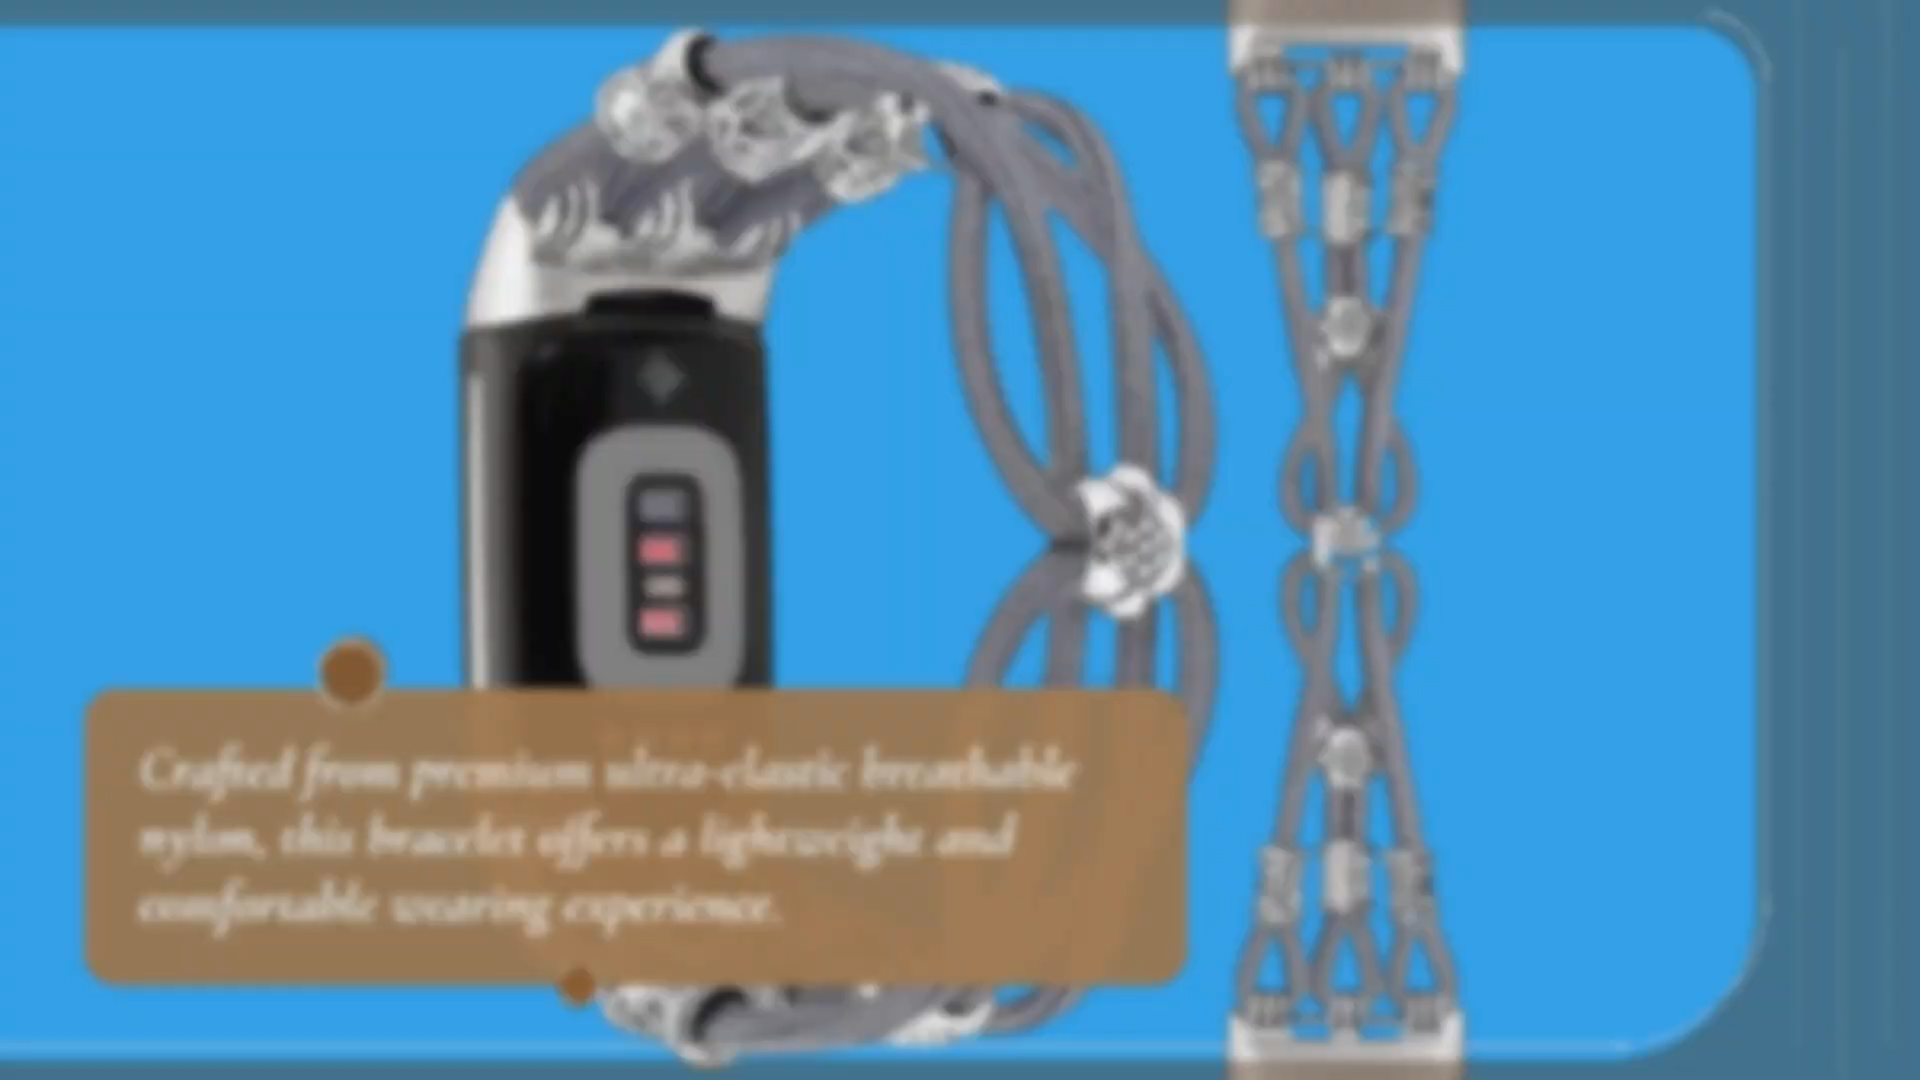 Crafted from premium ultra-elastic breathable
nylon, this bracelet offers a lightweight and
comfortable wearing experience.